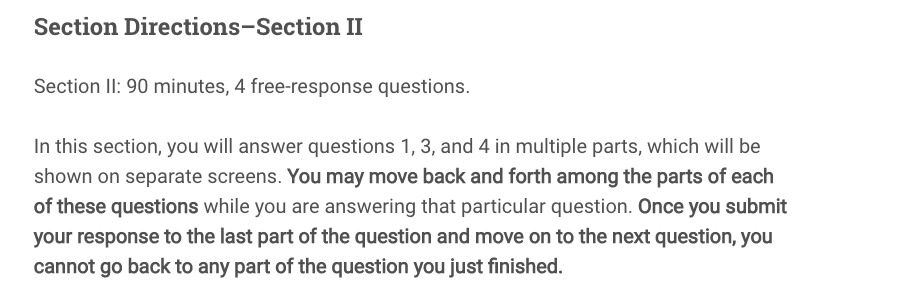 Section Directions–Section II
Section II: 90 minutes, 4 free-response questions.
In this section, you will answer questions 1, 3, and 4 in multiple parts, which will be
shown on separate screens. You may move back and forth among the parts of each
of these questions while you are answering that particular question. Once you submit
your response to the last part of the question and move on to the next question, you
cannot go back to any part of the question you just finished.